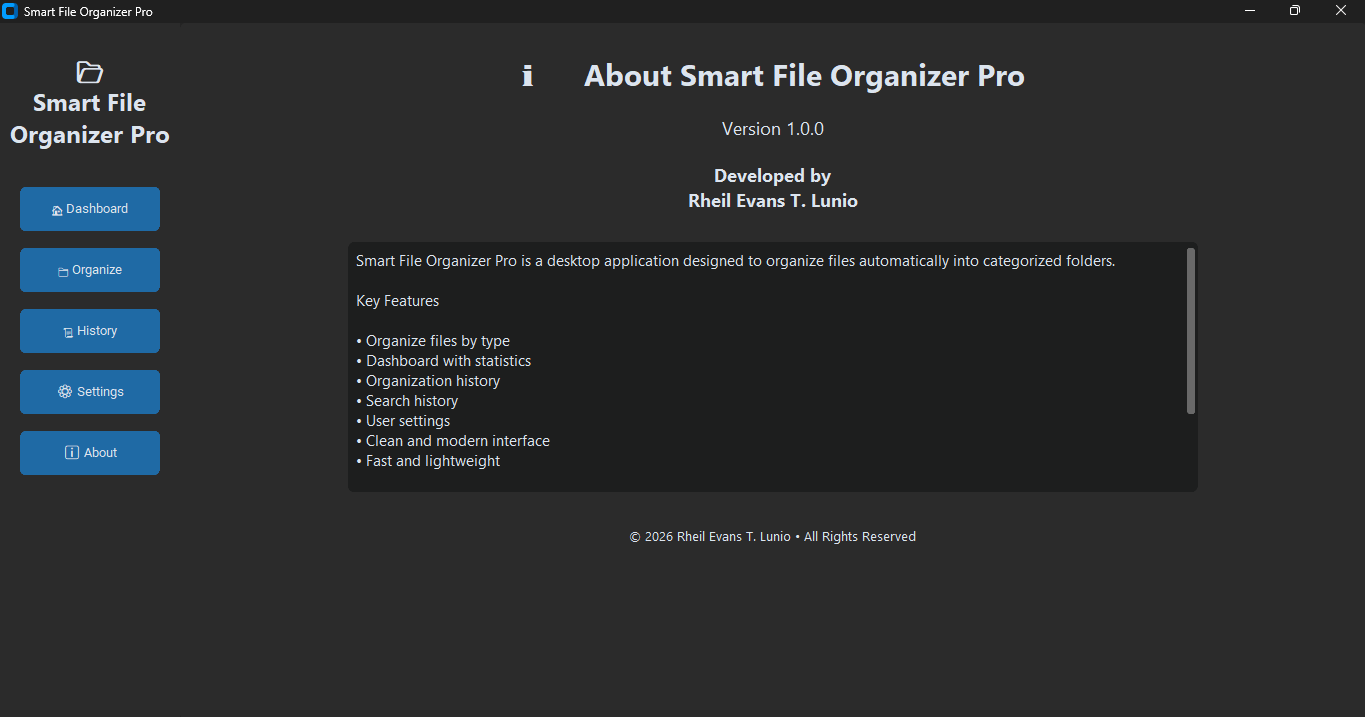 Smart File Organizer Pro
Smart File
Organizer Pro
Dashboard
Organize
History
Settings
About
ℹ About Smart File Organizer Pro
Version 1.0.0
Developed by
Rheil Evans T. Lunio
Smart File Organizer Pro is a desktop application designed to organize files automatically into categorized folders.
Key Features
• Organize files by type
• Dashboard with statistics
• Organization history
• Search history
• User settings
• Clean and modern interface
• Fast and lightweight
© 2026 Rheil Evans T. Lunio • All Rights Reserved